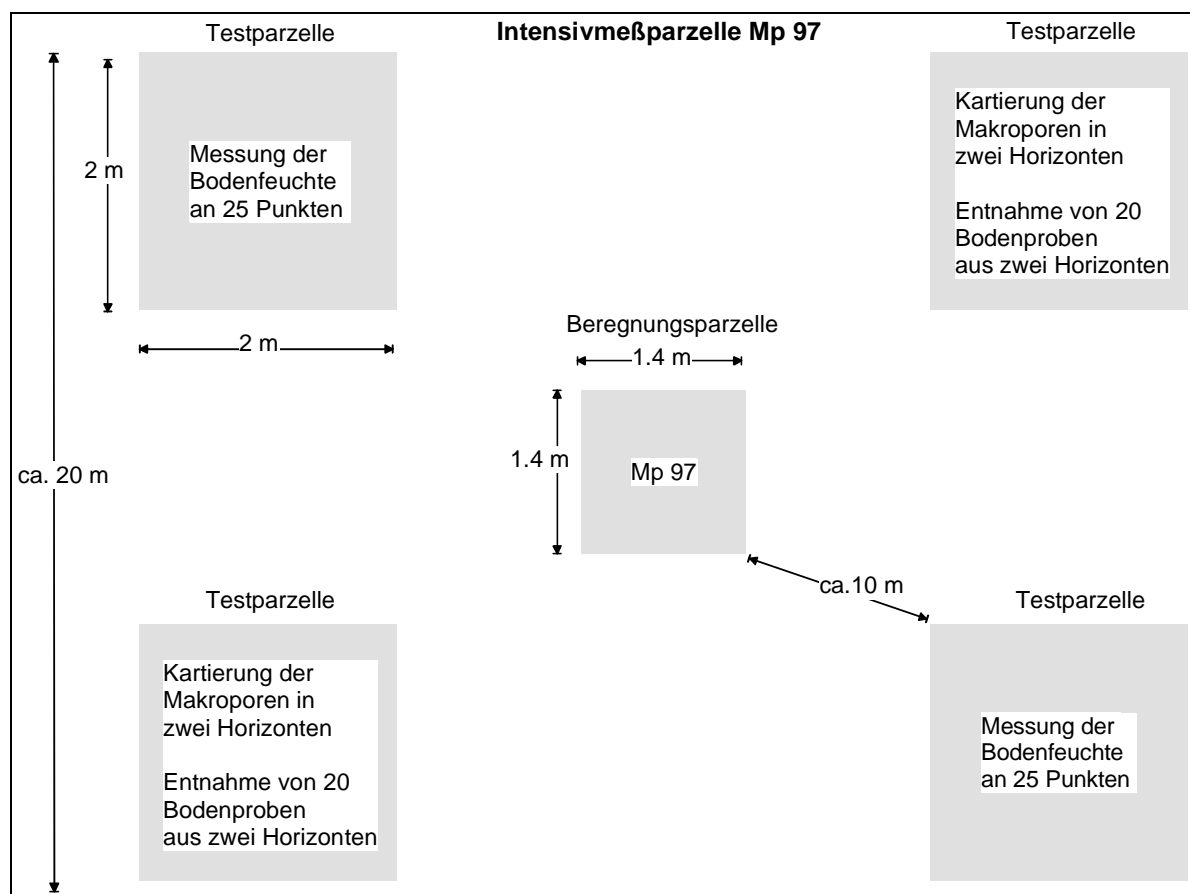 Testparzelle
Intensivmeßparzelle Mp 97
Testparzelle
2 m
Messung der
Bodenfeuchte
an 25 Punkten
2 m
Kartierung der
Makroporen in
zwei Horizonten
Entnahme von 20
Bodenproben
aus zwei Horizonten
Beregnungsparzelle
1.4 m
1.4 m
Mp 97
ca. 20 m
ca.10 m
Testparzelle
Kartierung der
Makroporen in
zwei Horizonten
Entnahme von 20
Bodenproben
aus zwei Horizonten
Testparzelle
Messung der
Bodenfeuchte
an 25 Punkten